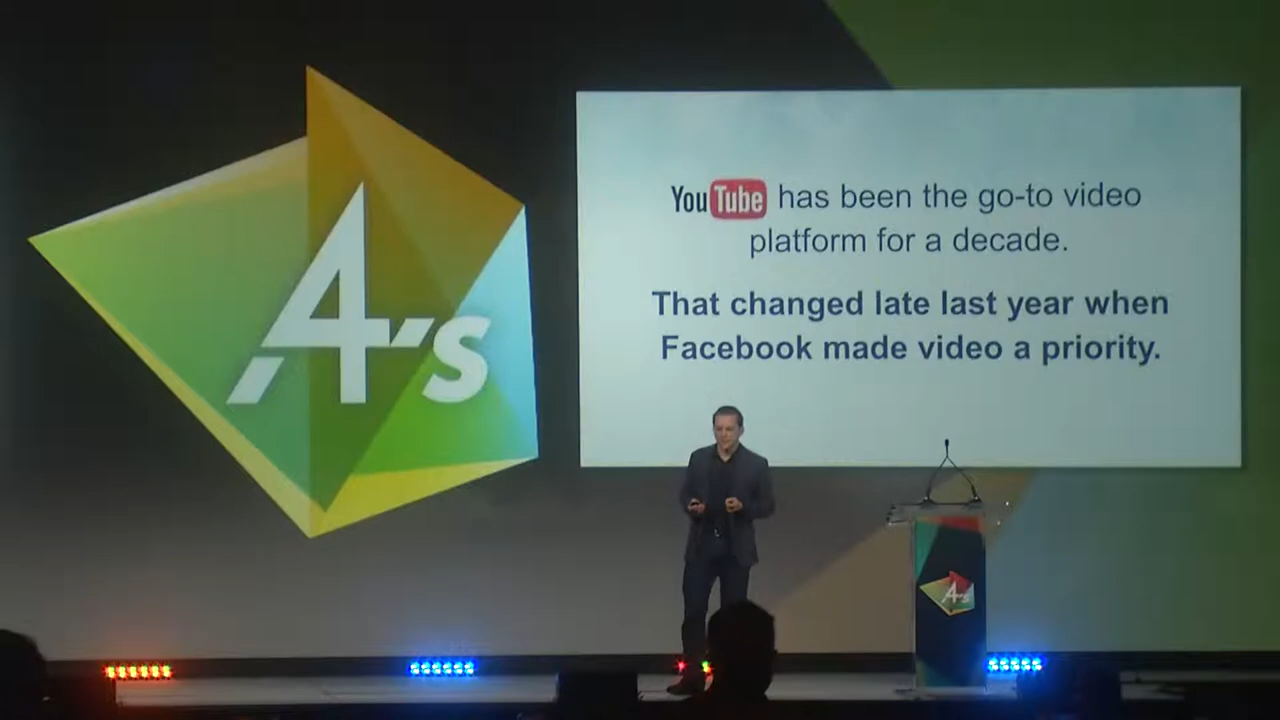 4's
YouTube has been the go-to video
platform for a decade.
That changed late last year when
Facebook made video a priority.
4's